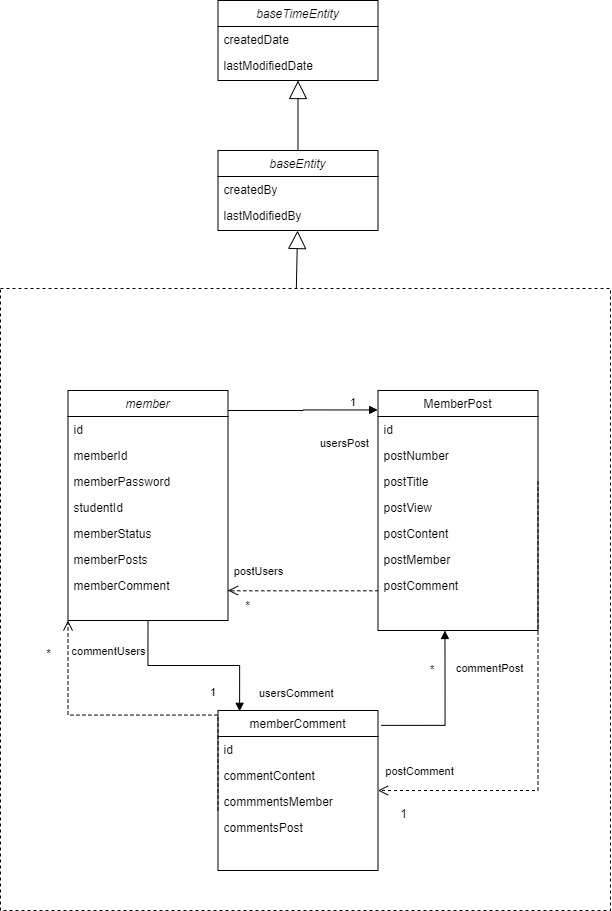 baseTimeEntity
createdDate
lastModifiedDate
baseEntity
createdBy
lastModifiedBy
member
id
memberId
memberPassword
studentId
memberStatus
memberPosts
memberComment
1
usersPost
MemberPost
id
postNumber
postTitle
postView
postContent
postMember
postComment
postUsers
*
* commentUsers
1 usersComment
* commentPost
memberComment
id
commentContent
commmentsMember
commentsPost
postComment
1